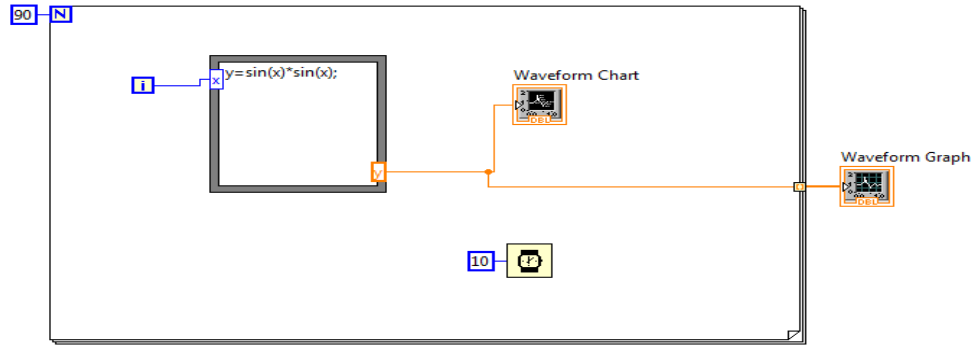 90 N
y=sin(x)*sin(x);
i
x
Waveform Chart
DBL
y
Waveform Graph
DBL
10